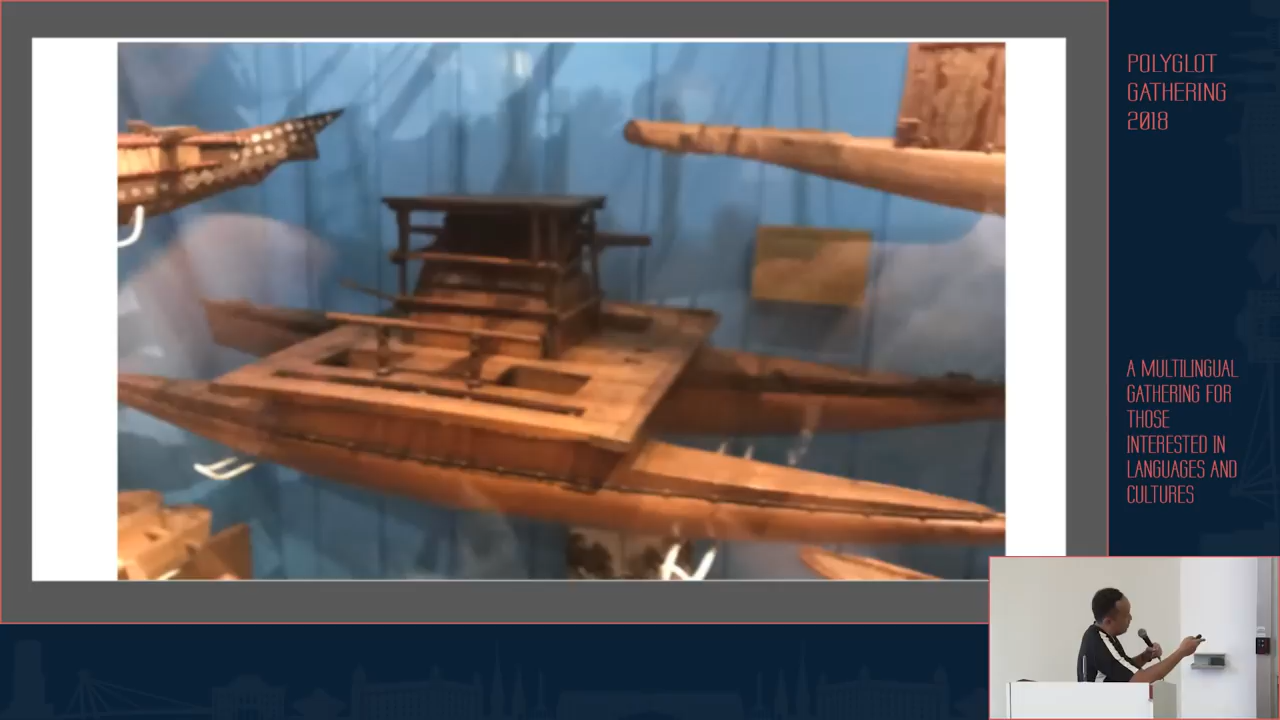 POLYGLOT
GATHERING
2018
A MULTILINGUAL
GATHERING FOR
THOSE
INTERESTED IN
LANGUAGES AND
CULTURES